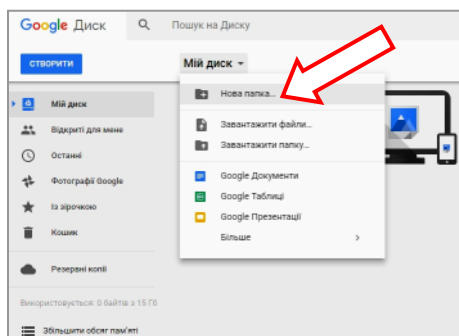 Google Диск
Пошук на Диску
СТВОРИТИ
Мій диск
Мій диск
Відкриті для мене
Останні
Фотографії Google
Із зірочкою
Кошик
Резервні копії
Використовується: 0 байтів з 15 Гб
Збільшити обсяг пам'яті
Нова папка...
Завантажити файли...
Завантажити папку...
Google Документи
Google Таблиці
Google Презентації
Більше